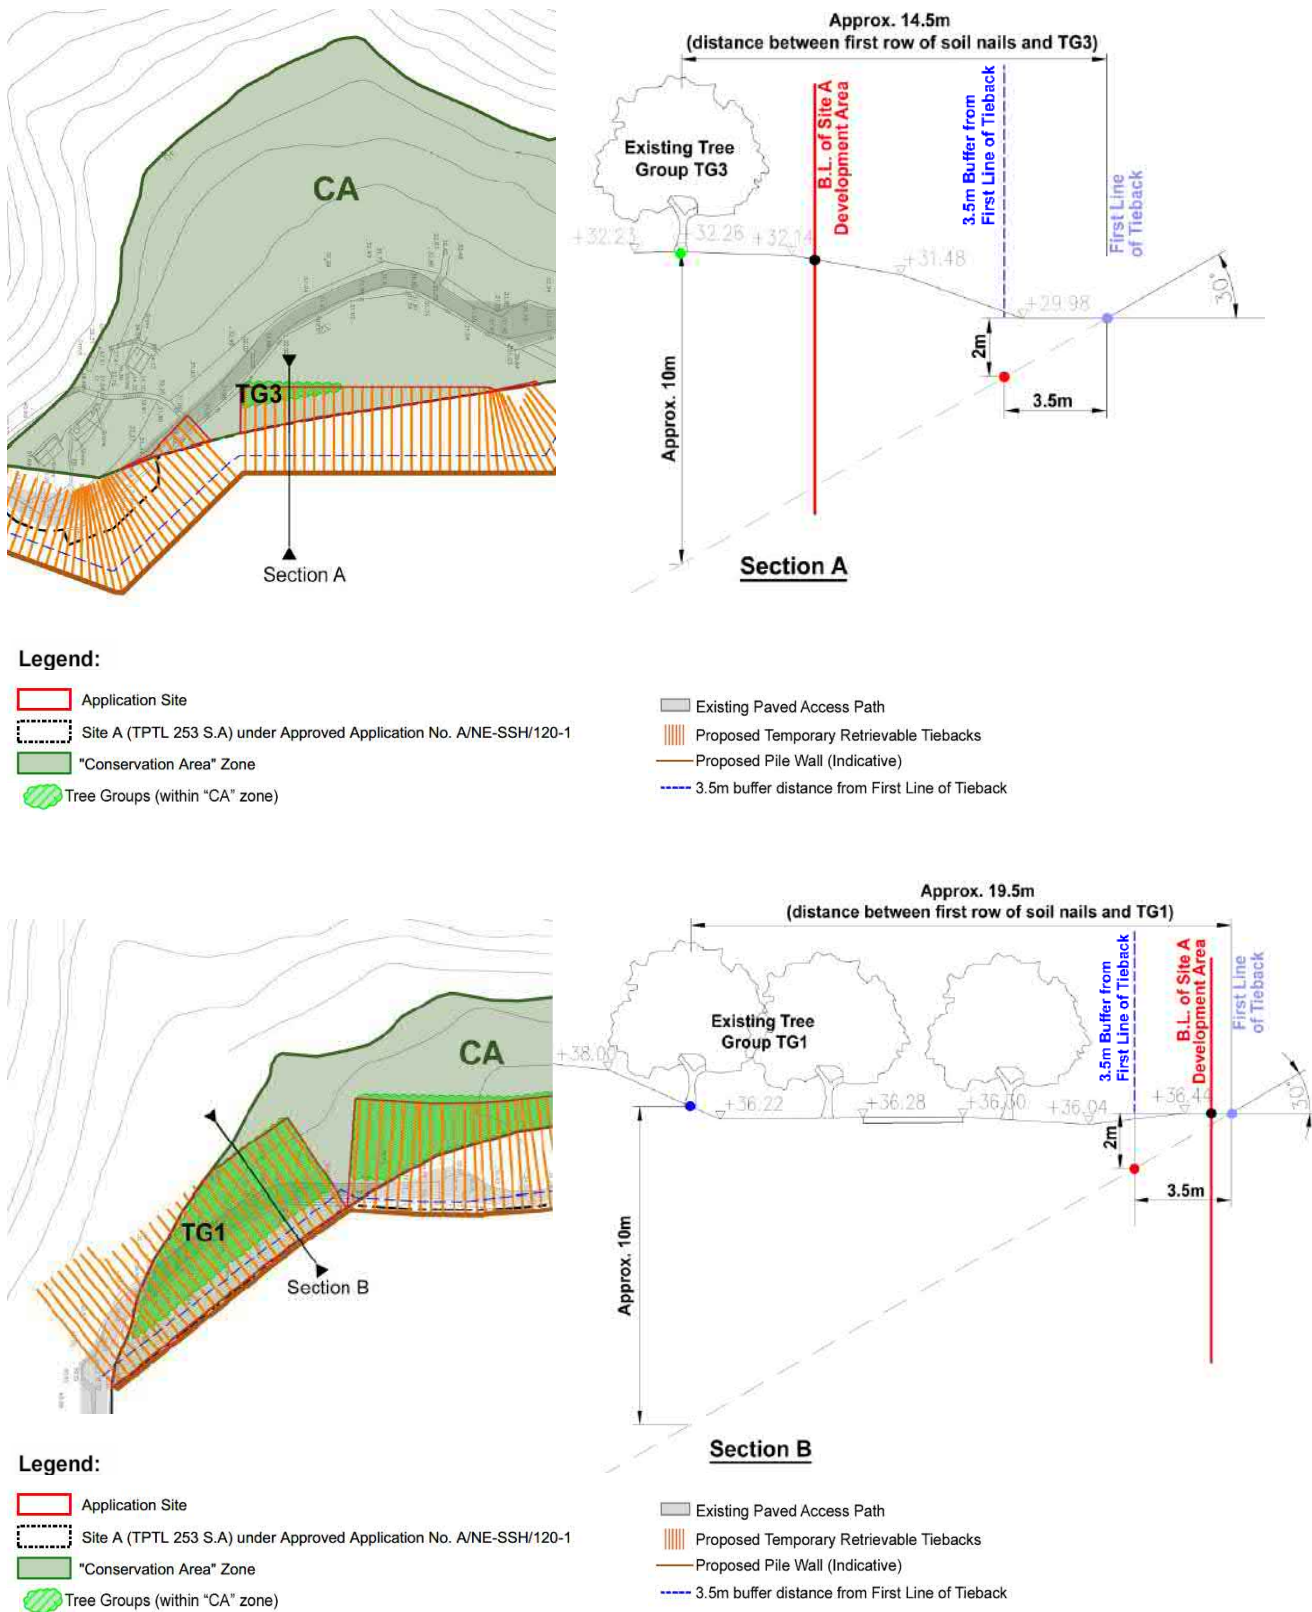 Approx. 14.5m
(distance between first row of soil nails and TG3)
CA
TG3
Section A
Existing Tree
Group TG3
B.L. of Site A
Development Area
3.5m Buffer from
First Line of Tieback
First Line
of Tieback
+32.23
+32.26
+32.14
+31.48
+29.98
30°
2m
3.5m
Approx. 10m
Section A
Legend:
Application Site
Site A (TPTL 253 S.A) under Approved Application No. A/NE-SSH/120-1
"Conservation Area" Zone
Tree Groups (within “CA” zone)
Existing Paved Access Path
Proposed Temporary Retrievable Tiebacks
Proposed Pile Wall (Indicative)
3.5m buffer distance from First Line of Tieback
Approx. 19.5m
(distance between first row of soil nails and TG1)
CA
TG1
Section B
Existing Tree
Group TG1
3.5m Buffer from
First Line of Tieback
B.L. of Site A
Development Area
First Line
of Tieback
+38.00
+36.22
+36.28
+36.30
+36.04
+36.44
30°
2m
3.5m
Approx. 10m
Section B
Legend:
Application Site
Site A (TPTL 253 S.A) under Approved Application No. A/NE-SSH/120-1
"Conservation Area" Zone
Tree Groups (within “CA” zone)
Existing Paved Access Path
Proposed Temporary Retrievable Tiebacks
Proposed Pile Wall (Indicative)
3.5m buffer distance from First Line of Tieback